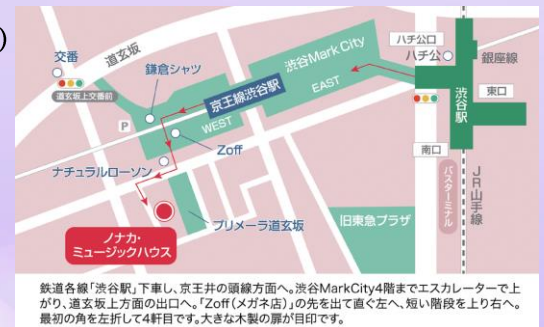 )
交番
道玄坂
道玄坂上交番前
鎌倉シャツ
渋谷Mark City
EAST
京王線渋谷駅
WEST
P
Zoff
ナチュラルローソン
プリメーラ道玄坂
ノナカ・
ミュージックハウス
ハチ公口
ハチ公
銀座線
渋谷駅
東口
南口
バスターミナル
JR山手線
旧東急プラザ
鉄道各線「渋谷駅」下車し、京王井の頭線方面へ。渋谷MarkCity4階までエスカレーターで上
がり、道玄坂上方面の出口へ。「Zoff(メガネ店)」の先を出て直ぐ左へ、短い階段を上り右へ。
最初の角を左折して4軒目です。大きな木製の扉が目印です。